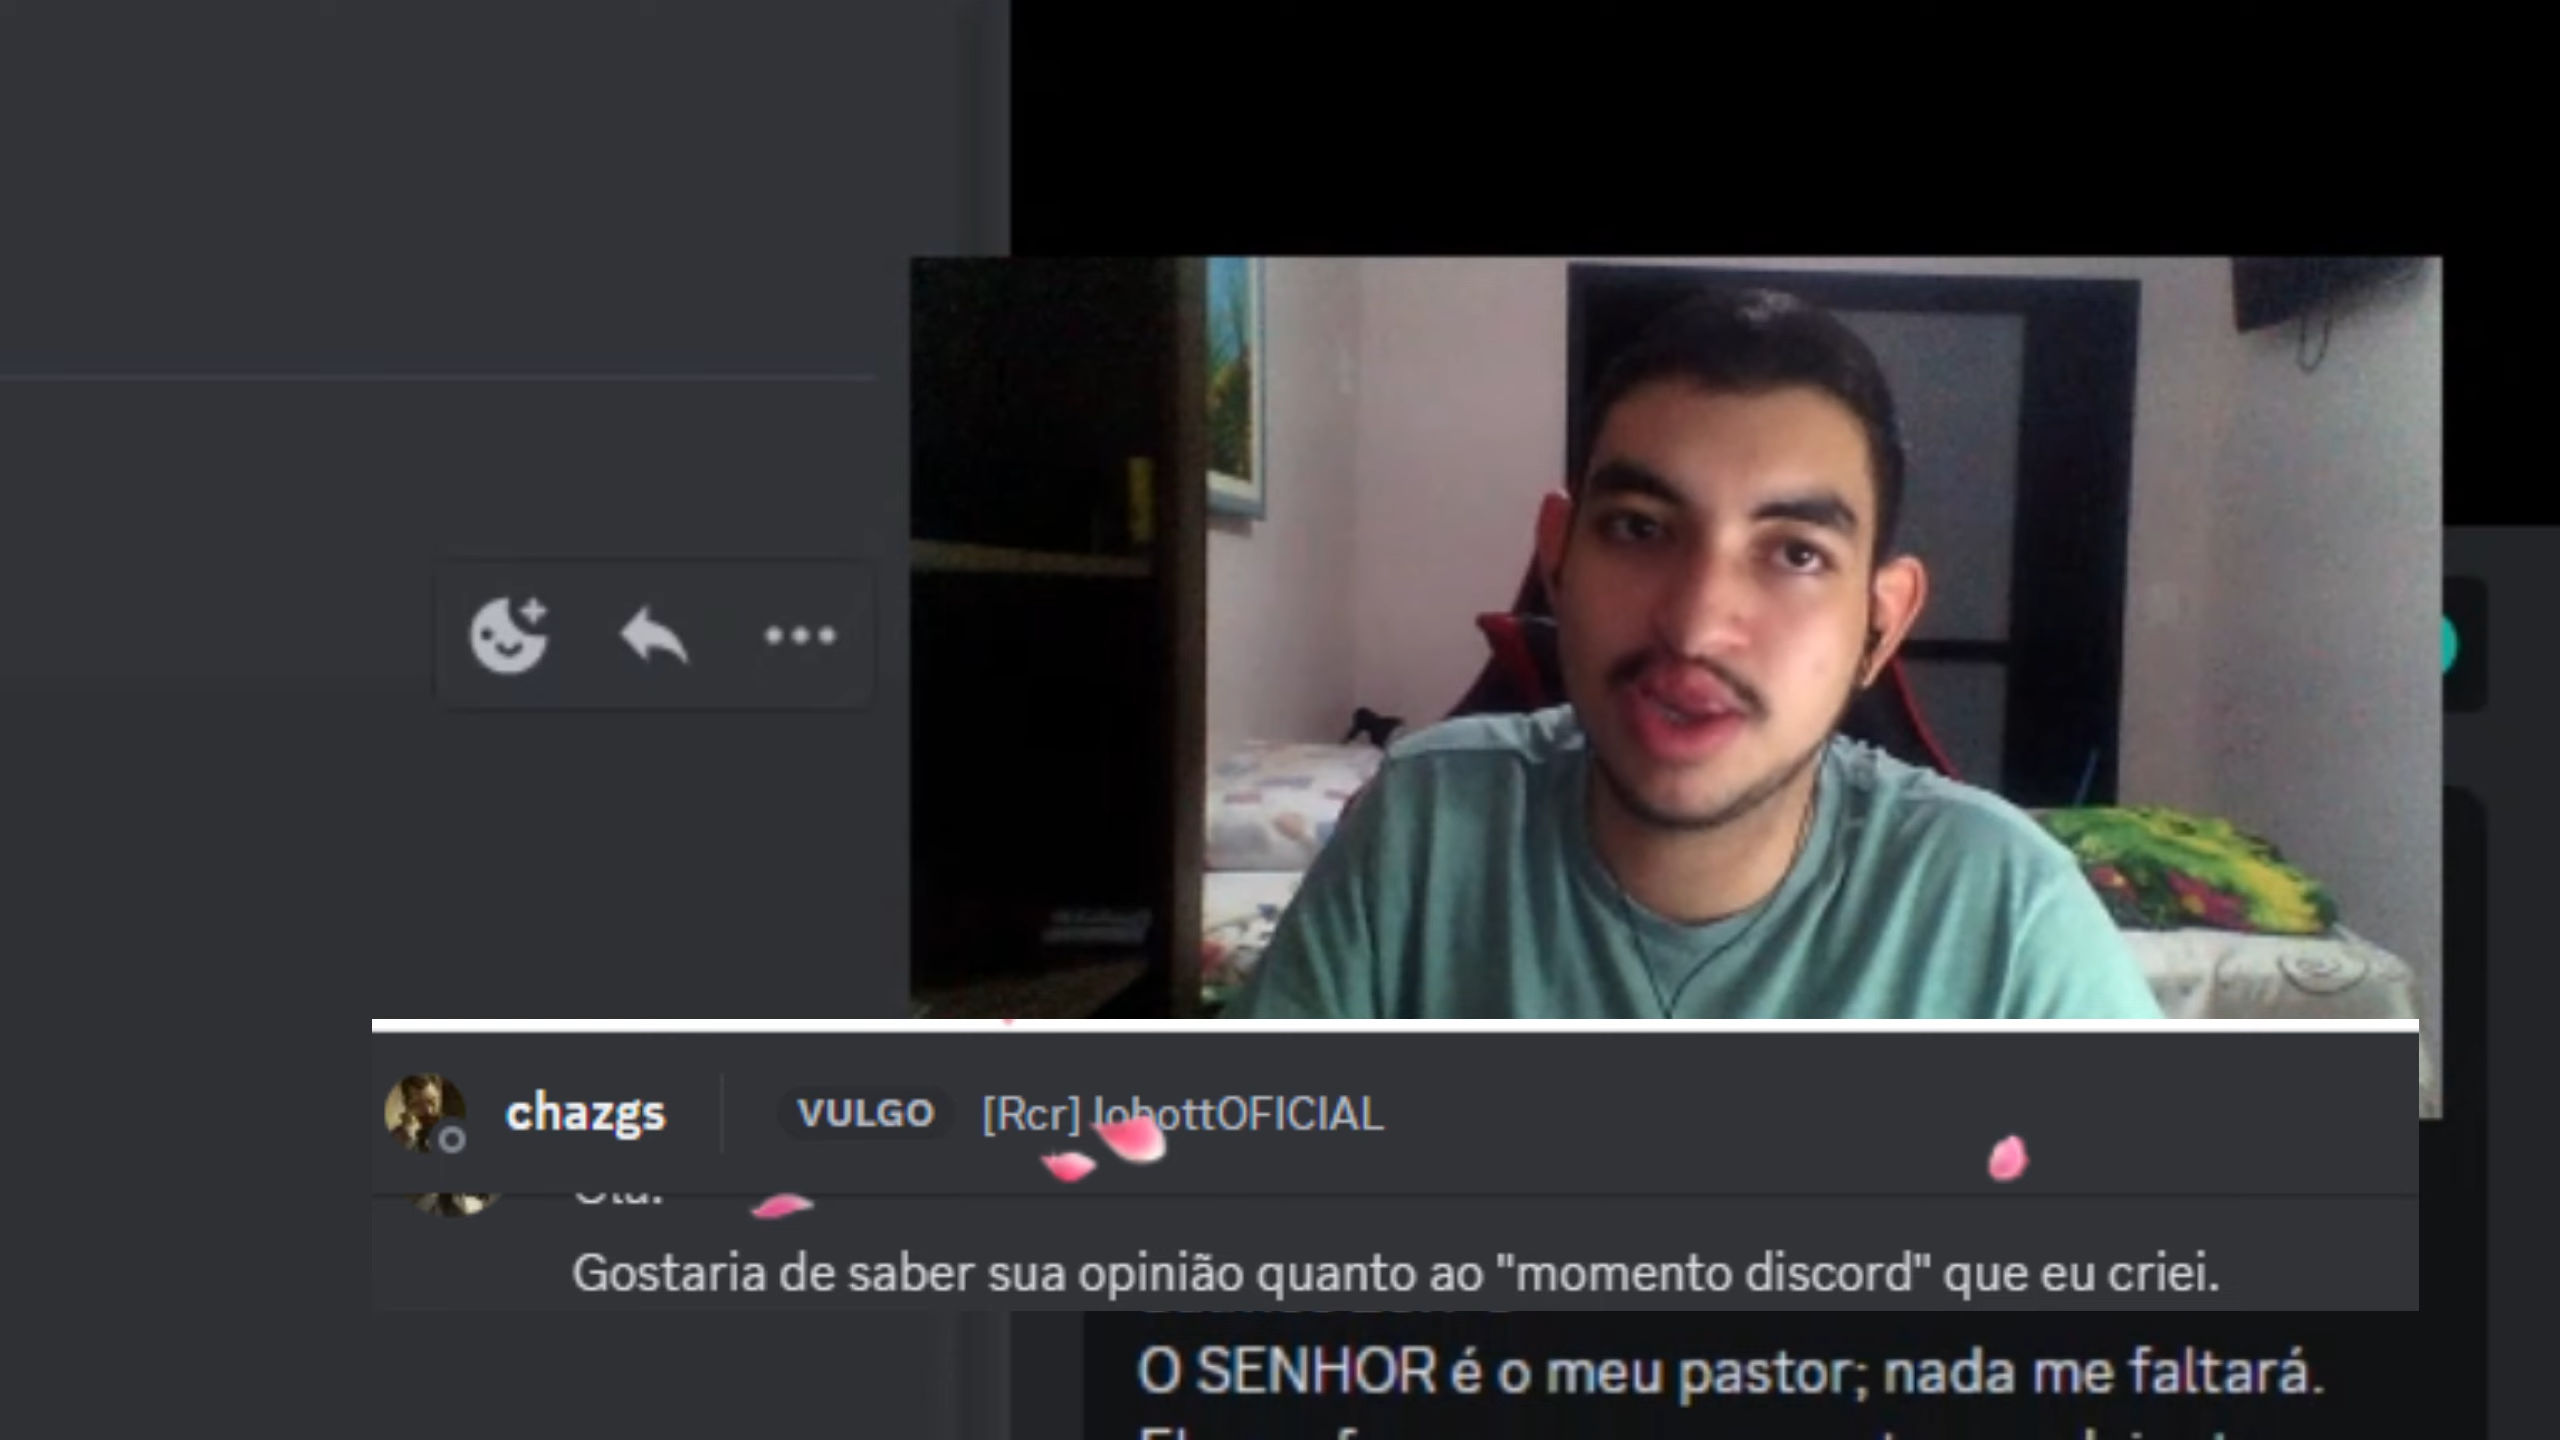 chazgs VULGO [Rcr] lobottOFICIAL
Olá.
Gostaria de saber sua opinião quanto ao "momento discord" que eu criei.
O SENHOR é o meu pastor; nada me faltará.